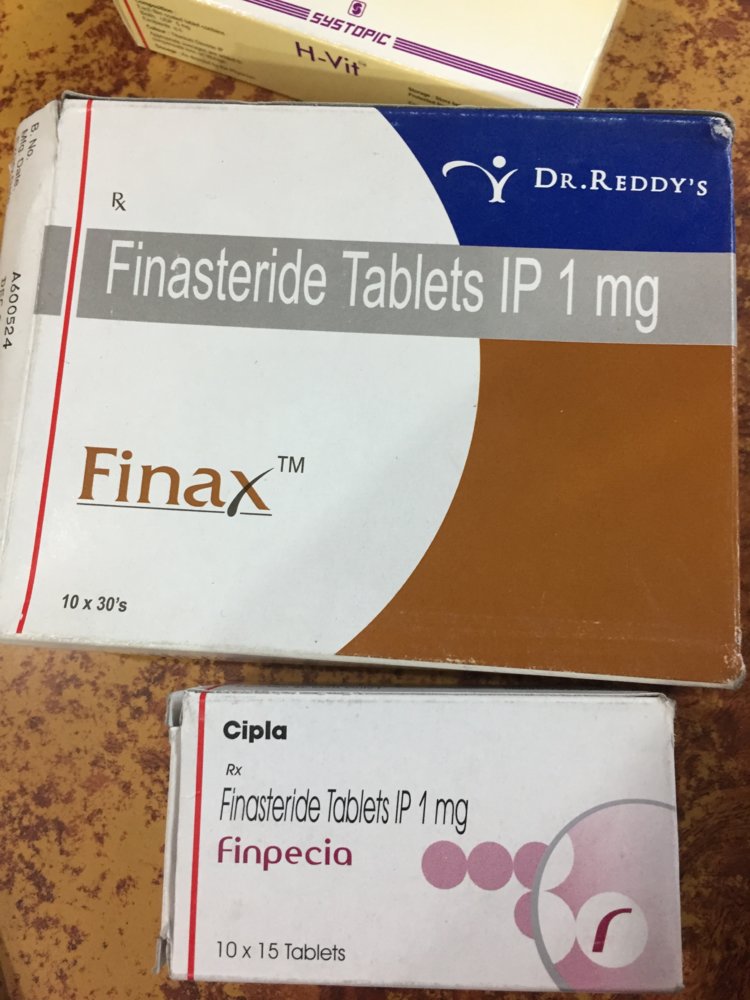 SYSTOPIC
H-Vit
B. No.
Mfg. Date
A600524
DR.REDDY'S
Rx
Finasteride Tablets IP 1 mg
Finax™
10 x 30's
Cipla
Rx
Finasteride Tablets IP 1 mg
Finpecia
10 x 15 Tablets